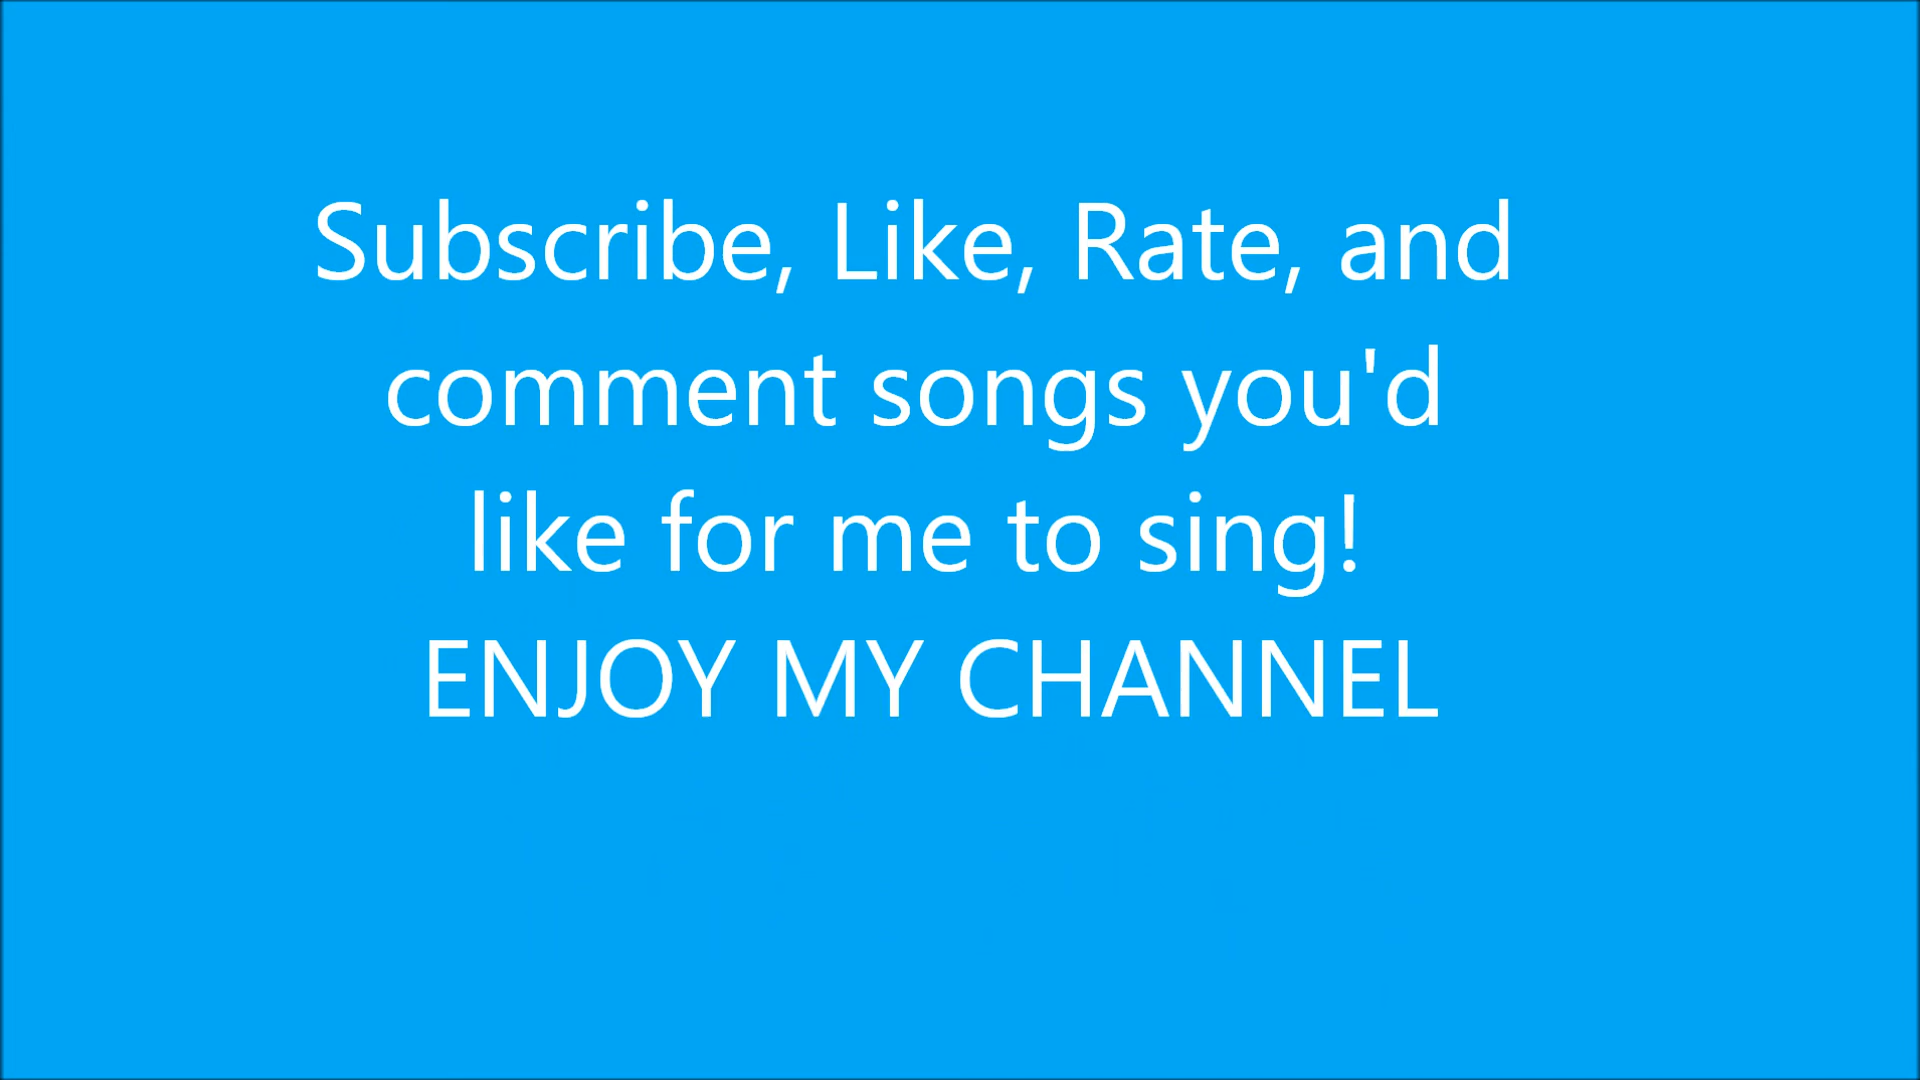 Subscribe, Like, Rate, and
comment songs you'd
like for me to sing!
ENJOY MY CHANNEL